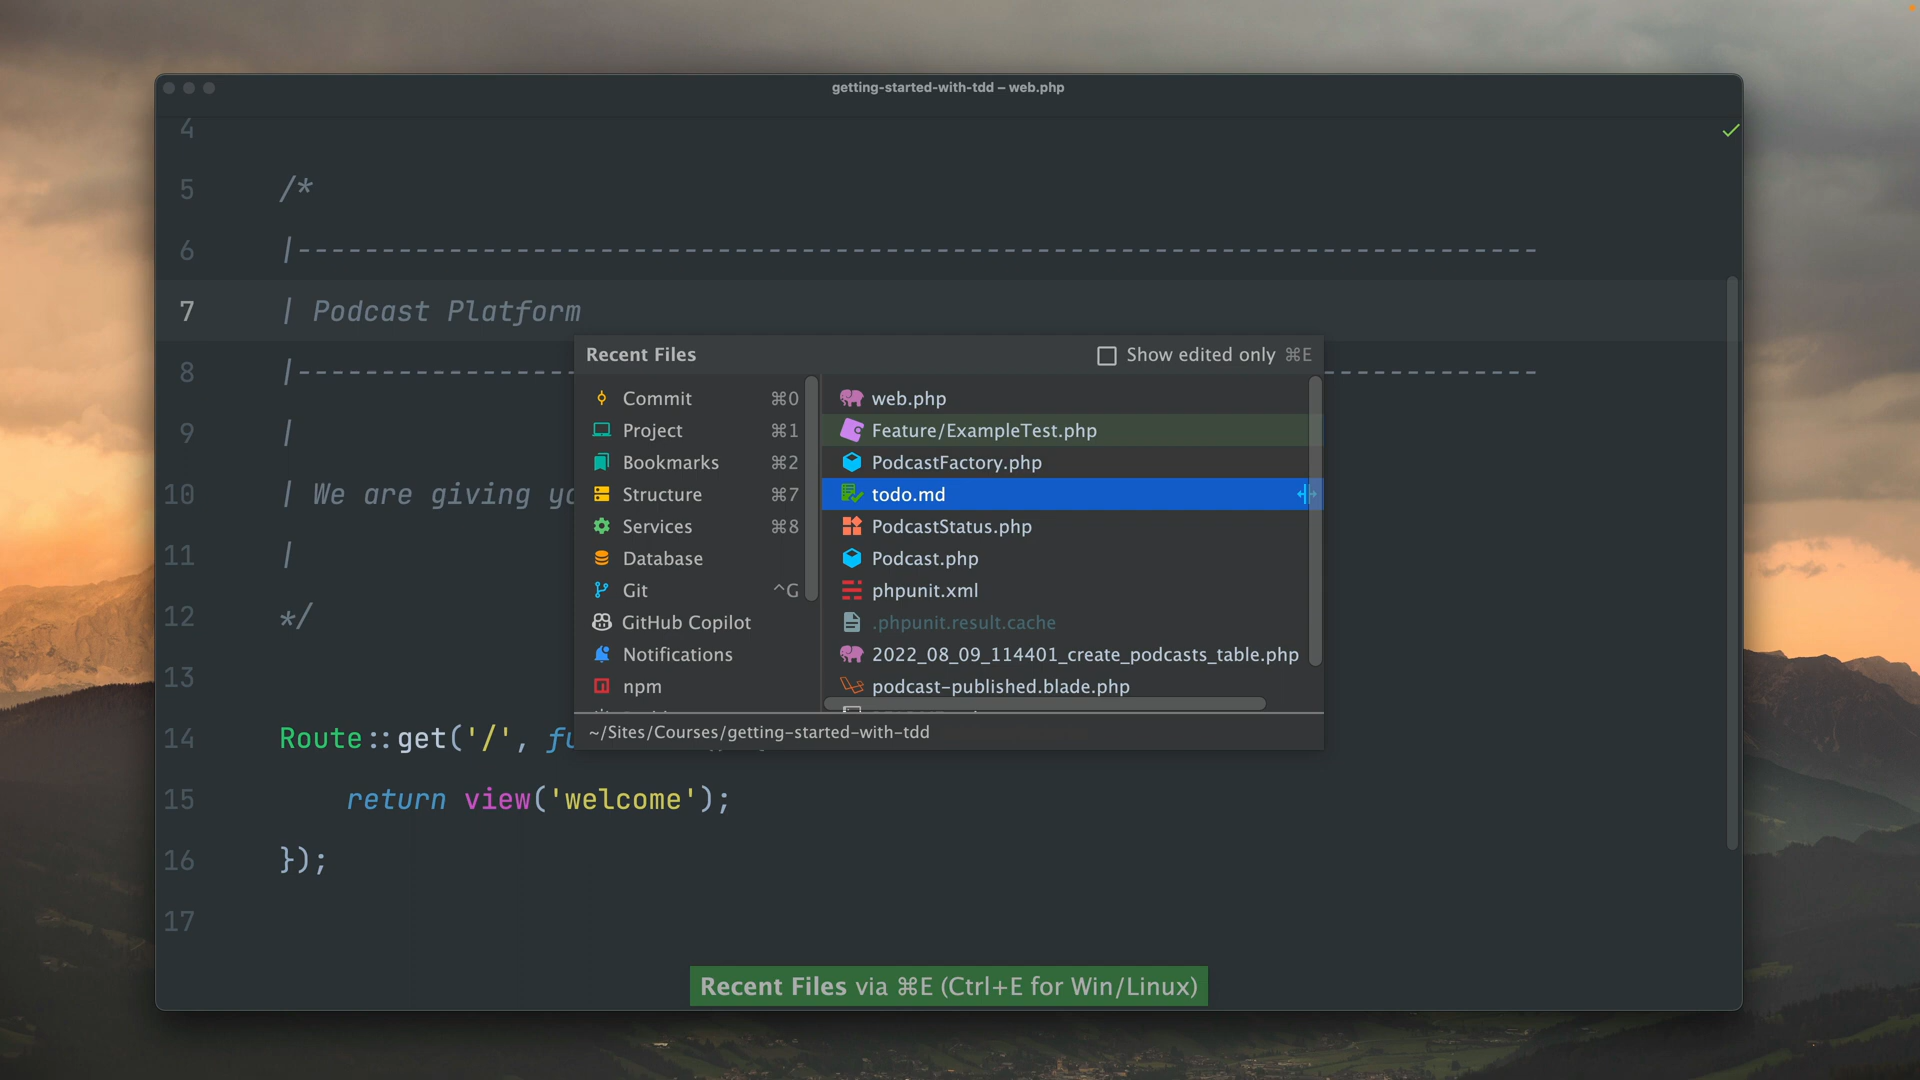 getting-started-with-tdd – web.php
4
5 /*
6 |--------------------------------------------------------------------------
7 | Podcast Platform
8 |--------------------------------------------------------------------------
9 |
10 | We are giving yo
11 |
12 */
13
14 Route::get('/', fu
15 return view('welcome');
16 });
17
Recent Files
Show edited only ⌘E
Commit ⌘0
Project ⌘1
Bookmarks ⌘2
Structure ⌘7
Services ⌘8
Database
Git ^G
GitHub Copilot
Notifications
npm
web.php
Feature/ExampleTest.php
PodcastFactory.php
todo.md
PodcastStatus.php
Podcast.php
phpunit.xml
.phpunit.result.cache
2022_08_09_114401_create_podcasts_table.php
podcast-published.blade.php
~/Sites/Courses/getting-started-with-tdd
Recent Files via ⌘E (Ctrl+E for Win/Linux)